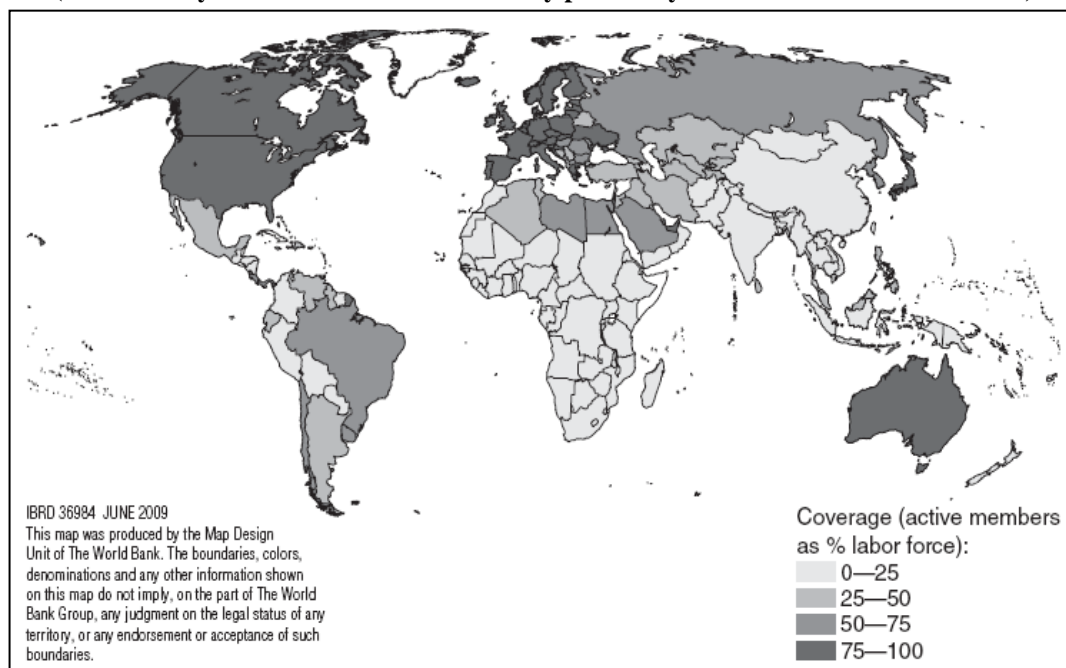 IBRD 36984 JUNE 2009
This map was produced by the Map Design
Unit of The World Bank. The boundaries, colors,
denominations and any other information shown
on this map do not imply, on the part of The World
Bank Group, any judgment on the legal status of any
territory, or any endorsement or acceptance of such
boundaries.
Coverage (active members
as % labor force):
0—25
25—50
50—75
75—100